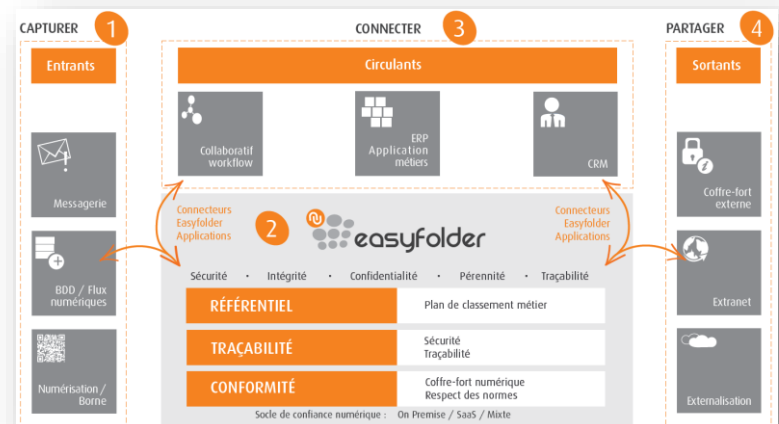 CAPTURER 1
Entrants
Messagerie
BDD / Flux
numériques
Numérisation /
Borne
CONNECTER 3
Circulants
Collaboratif
workflow
ERP
Application
métiers
CRM
Connecteurs
Easyfolder
Applications
2
easyfolder
Connecteurs
Easyfolder
Applications
Sécurité · Intégrité · Confidentialité · Pérennité · Traçabilité
RÉFÉRENTIEL
Plan de classement métier
TRAÇABILITÉ
Sécurité
Traçabilité
CONFORMITÉ
Coffre-fort numérique
Respect des normes
Socle de confiance numérique : On Premise / SaaS / Mixte
PARTAGER 4
Sortants
Coffre-fort
externe
Extranet
Externalisation